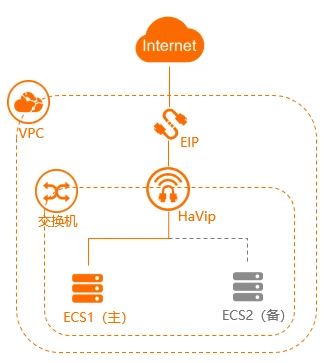 Internet
VPC
EIP
交换机
HaVip
ECS1（主）
ECS2（备）